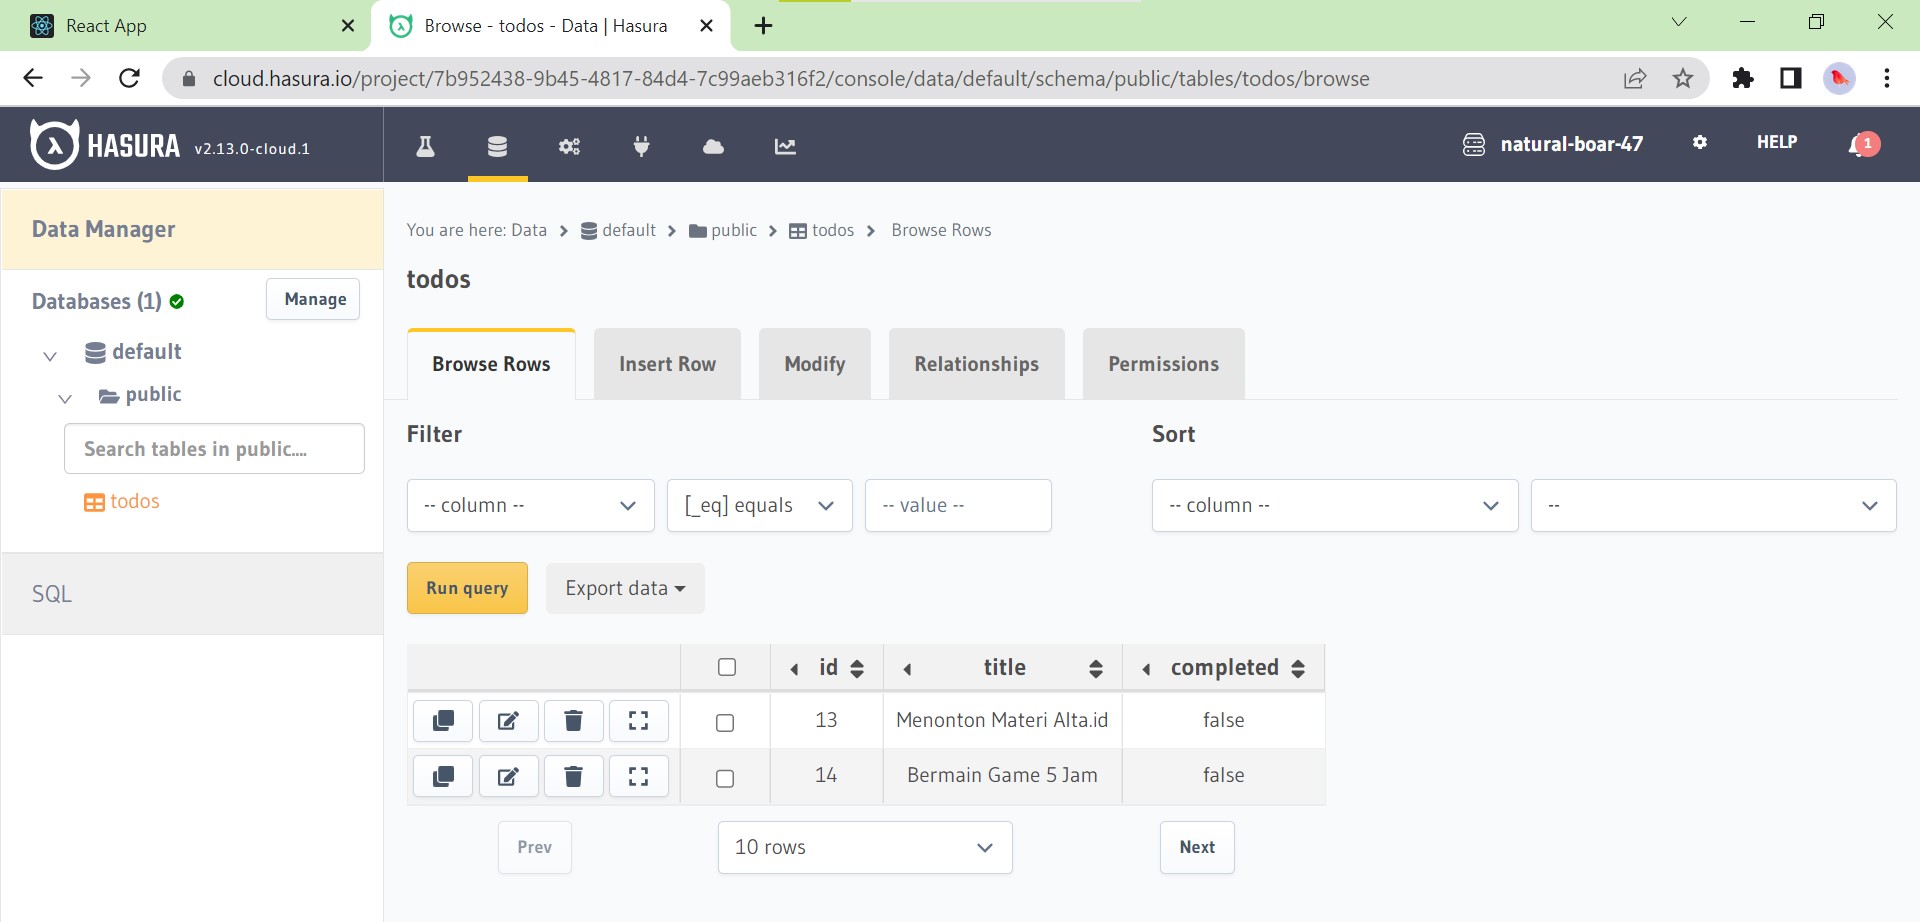 React App
Browse - todos - Data | Hasura
cloud.hasura.io/project/7b952438-9b45-4817-84d4-7c99aeb316f2/console/data/default/schema/public/tables/todos/browse
HASURA v2.13.0-cloud.1
natural-boar-47
HELP
1
Data Manager
Databases (1)
Manage
default
public
Search tables in public....
todos
SQL
You are here: Data
default
public
todos
Browse Rows
todos
Browse Rows
Insert Row
Modify
Relationships
Permissions
Filter
Sort
-- column --
[_eq] equals
-- value --
-- column --
--
Run query
Export data
id title completed
13 Menonton Materi Alta.id false
14 Bermain Game 5 Jam false
Prev
10 rows
Next